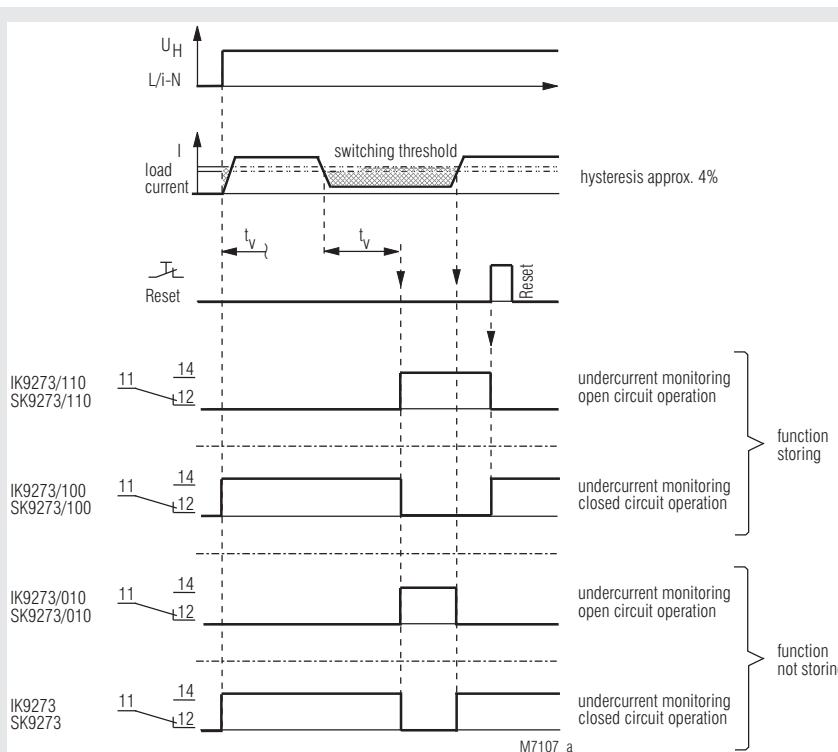 UH
L/i-N
I
load
current
switching threshold
hysteresis approx. 4%
tv
tv
Reset
Reset
IK9273/110
SK9273/110
11
14
12
undercurrent monitoring
open circuit operation
function
storing
IK9273/100
SK9273/100
11
14
12
undercurrent monitoring
closed circuit operation
IK9273/010
SK9273/010
11
14
12
undercurrent monitoring
open circuit operation
function
not storing
IK9273
SK9273
11
14
12
undercurrent monitoring
closed circuit operation
M7107_a